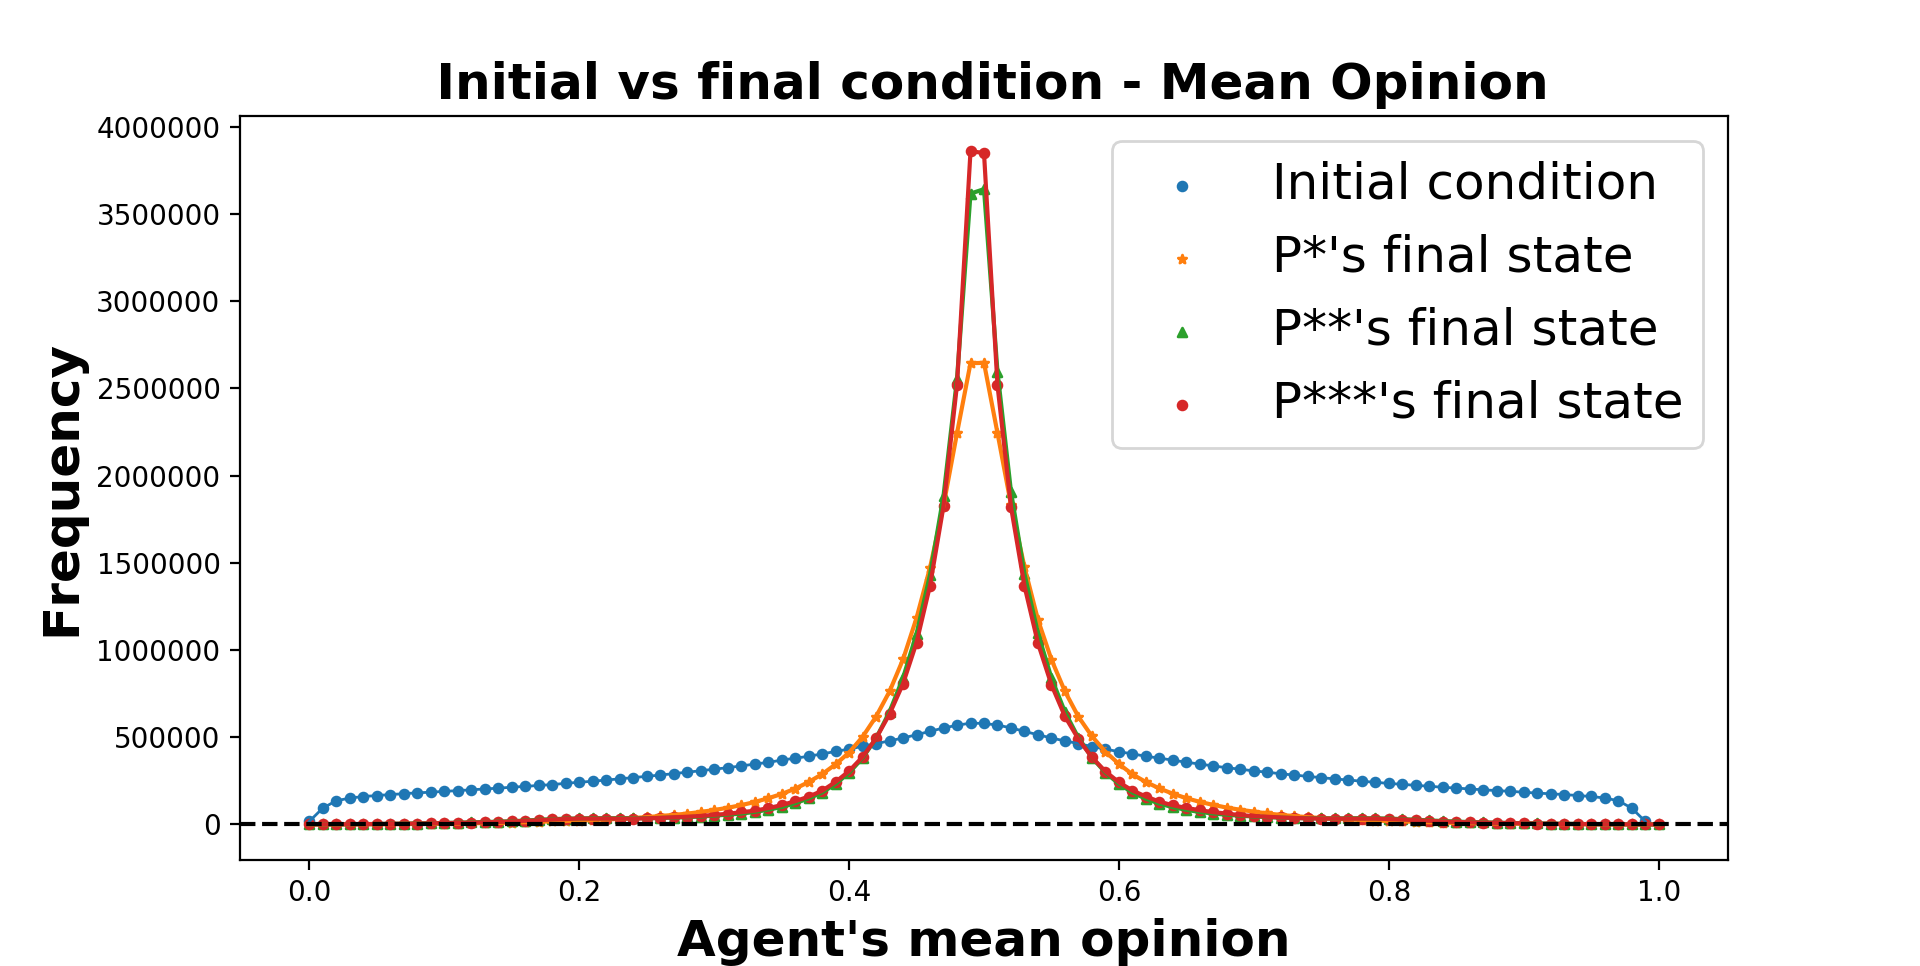 Initial vs final condition - Mean Opinion
4000000
3500000
3000000
2500000
2000000
1500000
1000000
500000
0
Frequency
Initial condition
P*'s final state
P**'s final state
P***'s final state
0.0 0.2 0.4 0.6 0.8 1.0
Agent's mean opinion